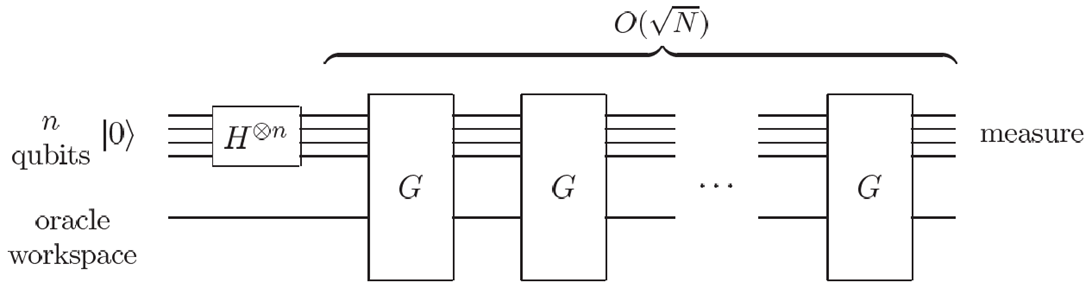 O(√N)
n qubits |0⟩
H⊗n
G
G
⋯
G
measure
oracle workspace